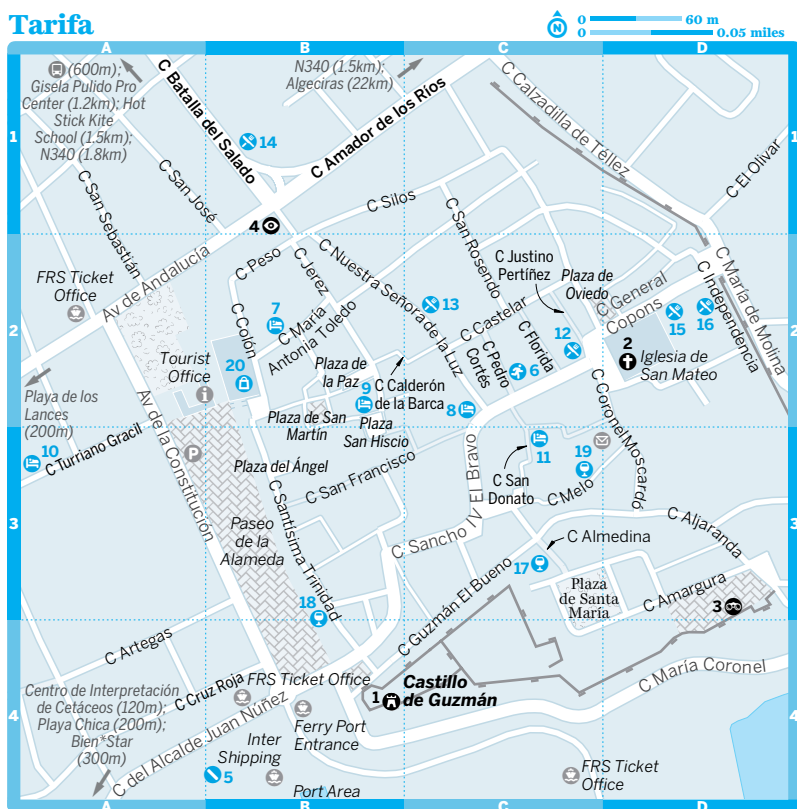 Tarifa
N
0 60 m
0 0.05 miles
A B C D
1
2
3
4
1
2
3
4
A B C D
(600m);
Gisela Pulido Pro
Center (1.2km); Hot
Stick Kite
School (1.5km);
N340 (1.8km)
C Batalla del Salado
N340 (1.5km);
Algeciras (22km)
C Amador de los Ríos
C Calzadilla de Téllez
C El Olivar
14
C San José
C San Sebastián
C Silos
4
C San Rosendo
C Peso
C Jerez
C Nuestra Señora de la Luz
C Justino
Pertíñez
Plaza de
Oviedo
C General
Copons
C María de Molina
C Independencia
FRS Ticket
Office
Av de Andalucía
C Colón
7
C María
Antonia Toledo
13
C Castelar
C Florida
12
15
16
2
Iglesia de
San Mateo
Tourist
Office
20
Plaza de
la Paz
9
C Calderón
de la Barca
C Pedro
Cortés
6
Playa de los
Lances
(200m)
Plaza de San
Martín
Plaza
San Hiscio
8
C Coronel Moscardó
10
C Turriano Gracil
Av de la Constitución
P
Plaza del Ángel
C San Francisco
C Sancho IV El Bravo
11
19
C San
Donato
C Melo
Paseo
de la
Alameda
C Santísima Trinidad
C Almedina
C Aljaranda
17
Plaza
de Santa
María
C Amargura
3
18
C Guzmán El Bueno
C Artegas
C María Coronel
C Cruz Roja
FRS Ticket Office
1
Castillo
de Guzmán
Centro de Interpretación
de Cetáceos (120m);
Playa Chica (200m);
Bien*Star
(300m)
C del Alcalde Juan Núñez
Ferry Port
Entrance
Inter
Shipping
5
Port Area
FRS Ticket
Office